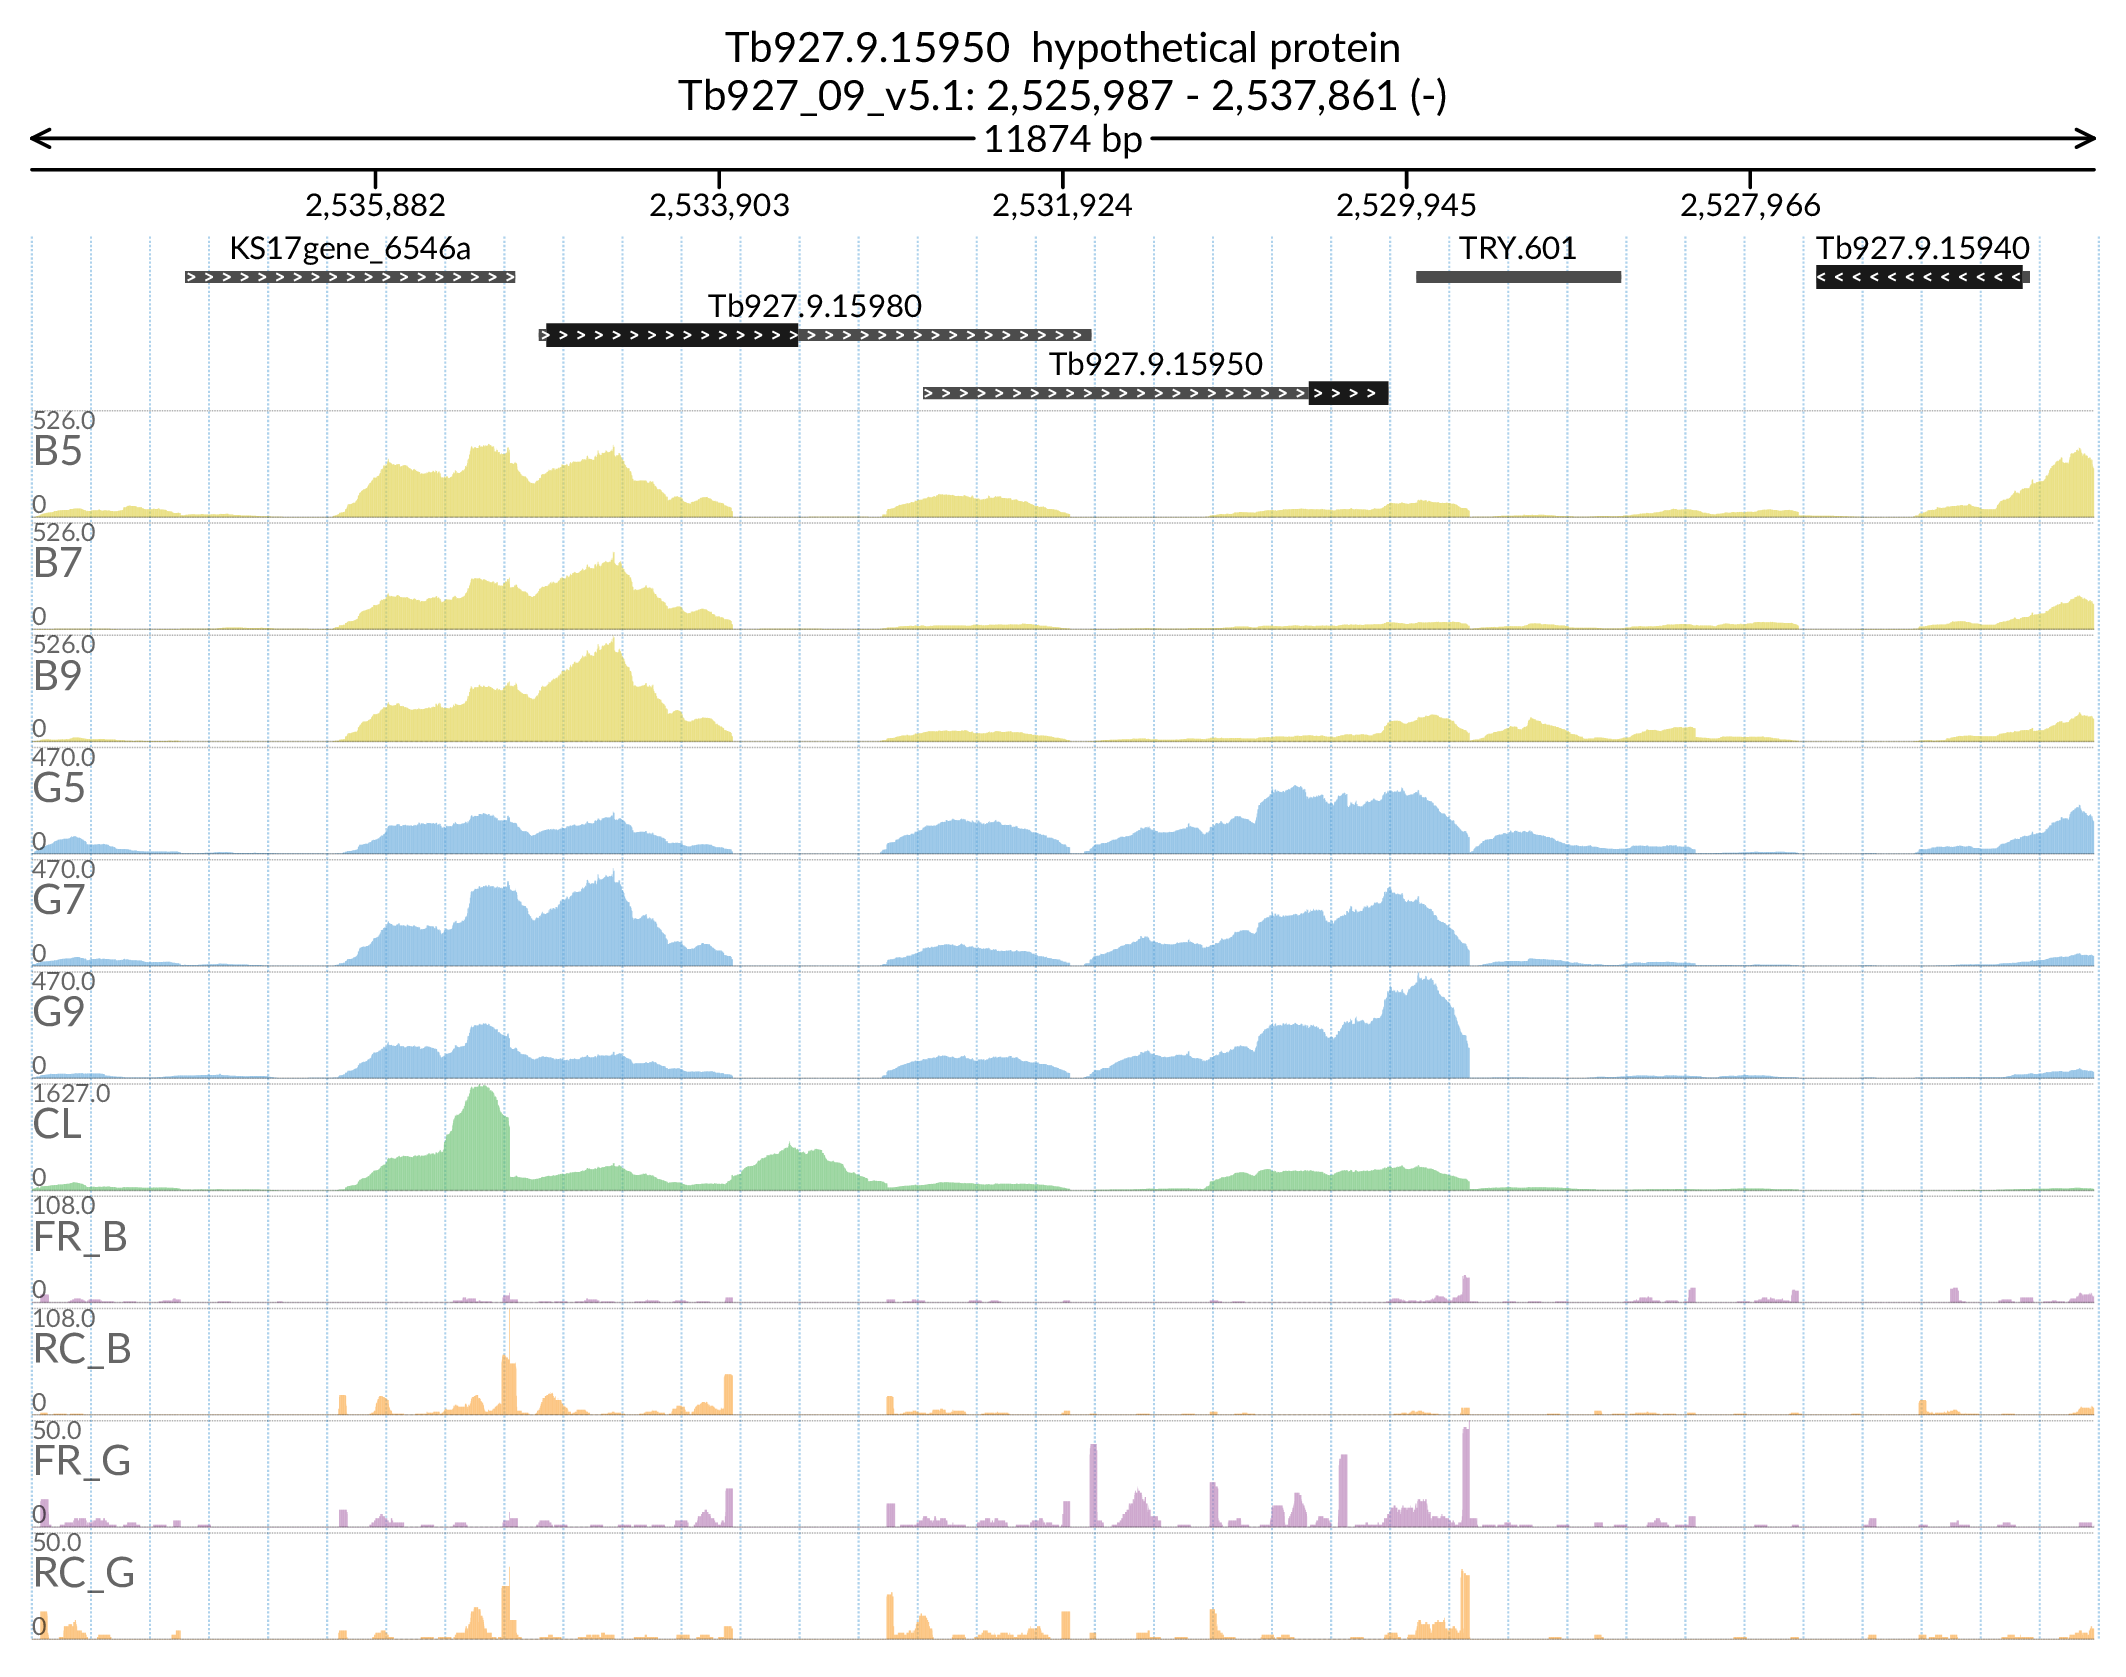 Tb927.9.15950 hypothetical protein
Tb927_09_v5.1: 2,525,987 - 2,537,861 (-)
11874 bp
2,535,882 2,533,903 2,531,924 2,529,945 2,527,966
KS17gene_6546a TRY.601 Tb927.9.15940
Tb927.9.15980
Tb927.9.15950
526.0
B5
0
526.0
B7
0
526.0
B9
0
470.0
G5
0
470.0
G7
0
470.0
G9
0
1627.0
CL
0
108.0
FR_B
0
108.0
RC_B
0
50.0
FR_G
0
50.0
RC_G
0